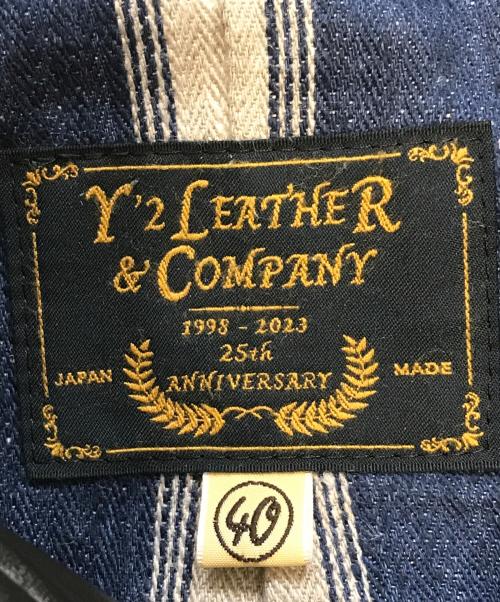 Y'2 LEATHER
& COMPANY
1998 - 2023
25th
ANNIVERSARY
JAPAN
MADE
40